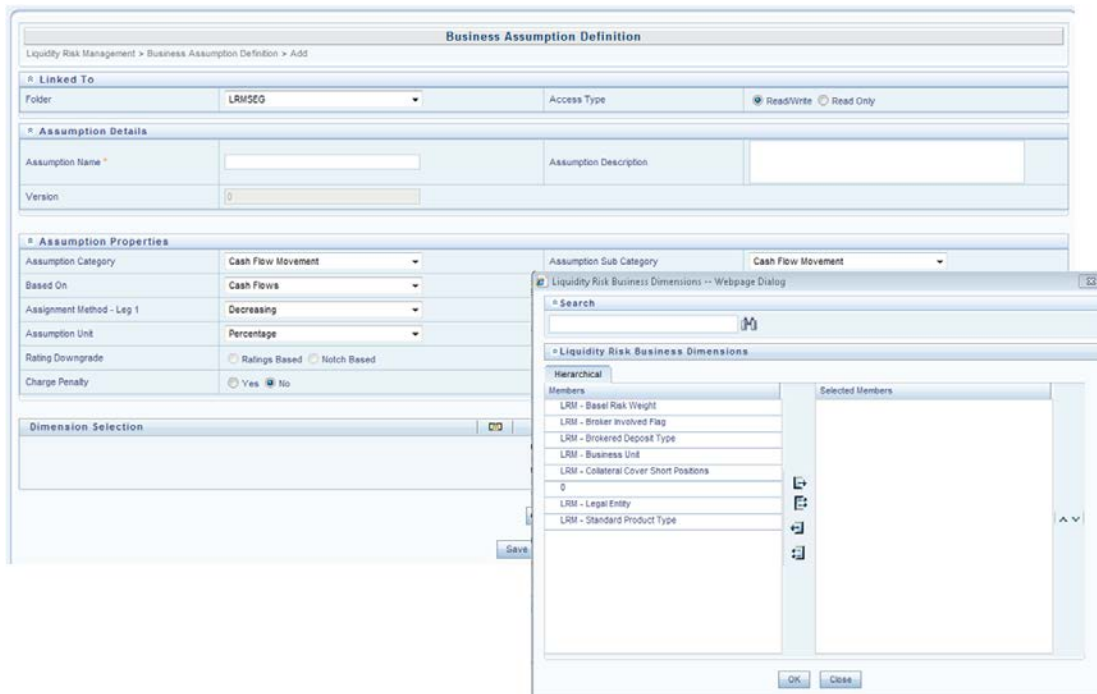 Business Assumption Definition
Liquidity Risk Management > Business Assumption Definition > Add
Linked To
Folder LRMSEG Access Type Read/Write Read Only
Assumption Details
Assumption Name * Assumption Description
Version 0
Assumption Properties
Assumption Category Cash Flow Movement Assumption Sub Category Cash Flow Movement
Based On Cash Flows
Assignment Method - Leg 1 Decreasing
Assumption Unit Percentage
Rating Downgrade Ratings Based Notch Based
Charge Penalty Yes No
Dimension Selection
Save
Liquidity Risk Business Dimensions -- Webpage Dialog
Search
Liquidity Risk Business Dimensions
Hierarchical
Members Selected Members
LRM - Basel Risk Weight
LRM - Broker Involved Flag
LRM - Brokered Deposit Type
LRM - Business Unit
LRM - Collateral Cover Short Positions
0
LRM - Legal Entity
LRM - Standard Product Type
OK Close